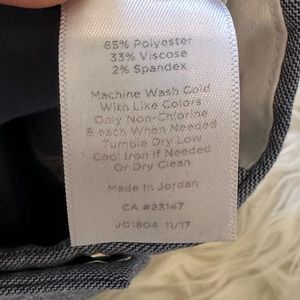 65% Polyester
33% Viscose
2% Spandex
Machine Wash Cold
With Like Colors
Only Non-Chlorine
Bleach When Needed
Tumble Dry Low
Cool Iron If Needed
Or Dry Clean
Made In Jordan
CA #23147
JO1804 11/17